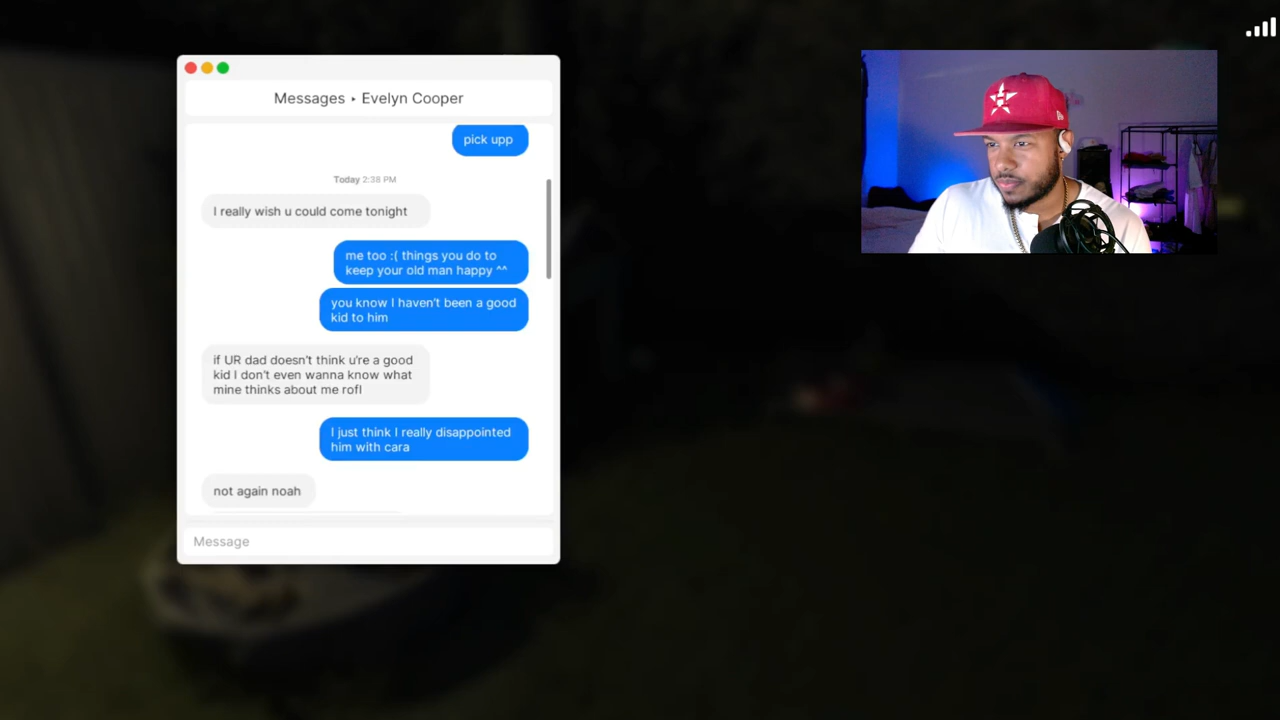 Messages ‣ Evelyn Cooper
pick upp
Today 2:38 PM
I really wish u could come tonight
me too :( things you do to
keep your old man happy ^^
you know I haven't been a good
kid to him
if UR dad doesn't think u're a good
kid I don't even wanna know what
mine thinks about me rofl
I just think I really disappointed
him with cara
not again noah
Message